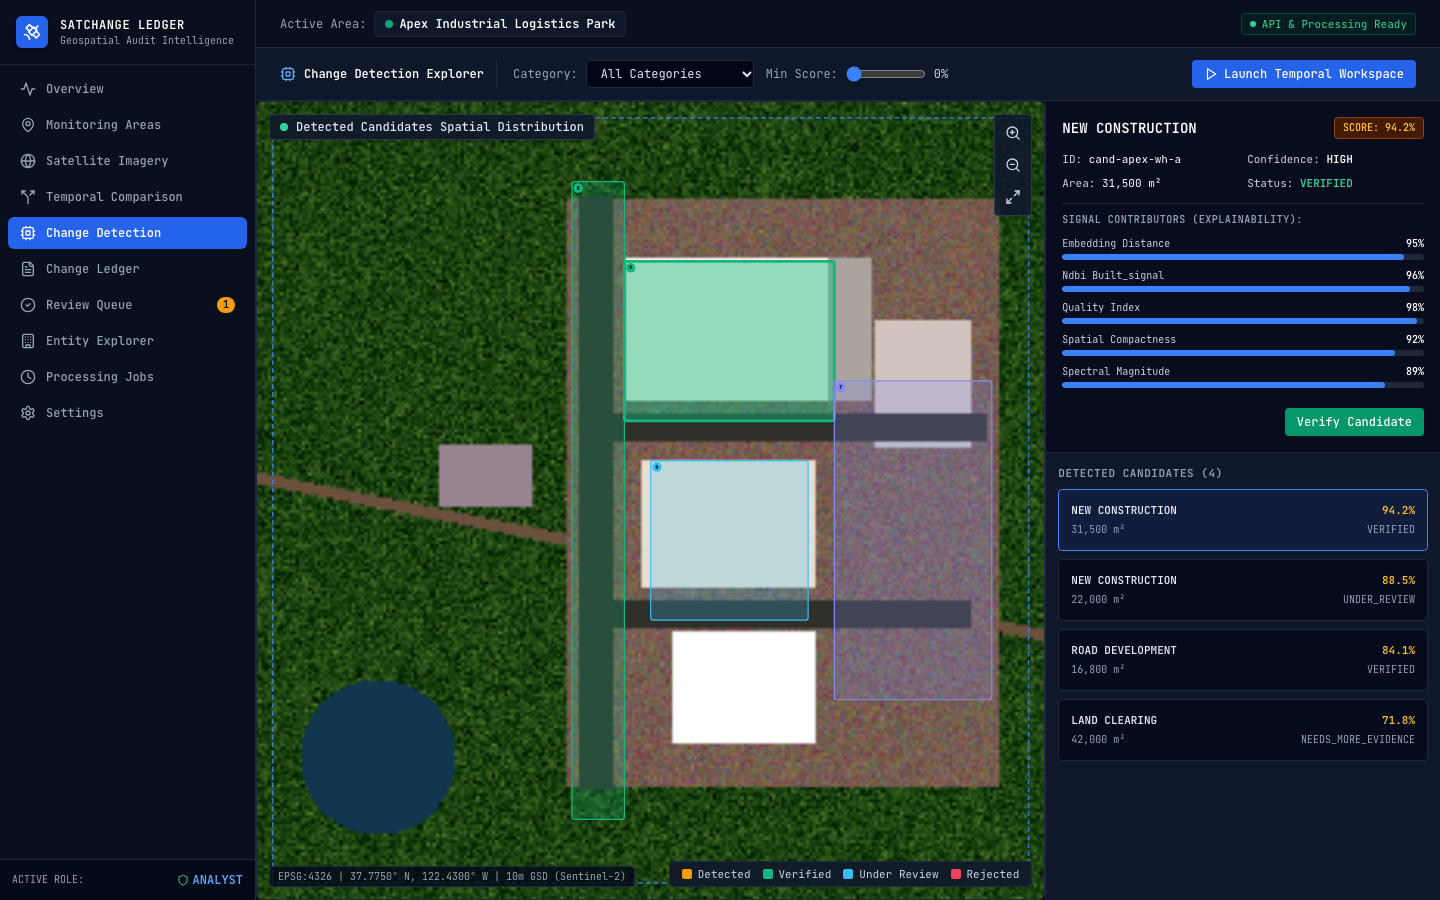 SATCHANGE LEDGER
Geospatial Audit Intelligence
Overview
Monitoring Areas
Satellite Imagery
Temporal Comparison
Change Detection
Change Ledger
Review Queue 1
Entity Explorer
Processing Jobs
Settings
ACTIVE ROLE: ANALYST
Active Area: Apex Industrial Logistics Park
API & Processing Ready
Change Detection Explorer
Category: All Categories
Min Score: 0%
Launch Temporal Workspace
Detected Candidates Spatial Distribution
EPSG:4326 | 37.7750° N, 122.4300° W | 10m GSD (Sentinel-2)
Detected Verified Under Review Rejected
NEW CONSTRUCTION SCORE: 94.2%
ID: cand-apex-wh-a Confidence: HIGH
Area: 31,500 m² Status: VERIFIED
SIGNAL CONTRIBUTORS (EXPLAINABILITY):
Embedding Distance 95%
Ndbi Built_signal 96%
Quality Index 98%
Spatial Compactness 92%
Spectral Magnitude 89%
Verify Candidate
DETECTED CANDIDATES (4)
NEW CONSTRUCTION 94.2%
31,500 m² VERIFIED
NEW CONSTRUCTION 88.5%
22,000 m² UNDER_REVIEW
ROAD DEVELOPMENT 84.1%
16,800 m² VERIFIED
LAND CLEARING 71.8%
42,000 m² NEEDS_MORE_EVIDENCE